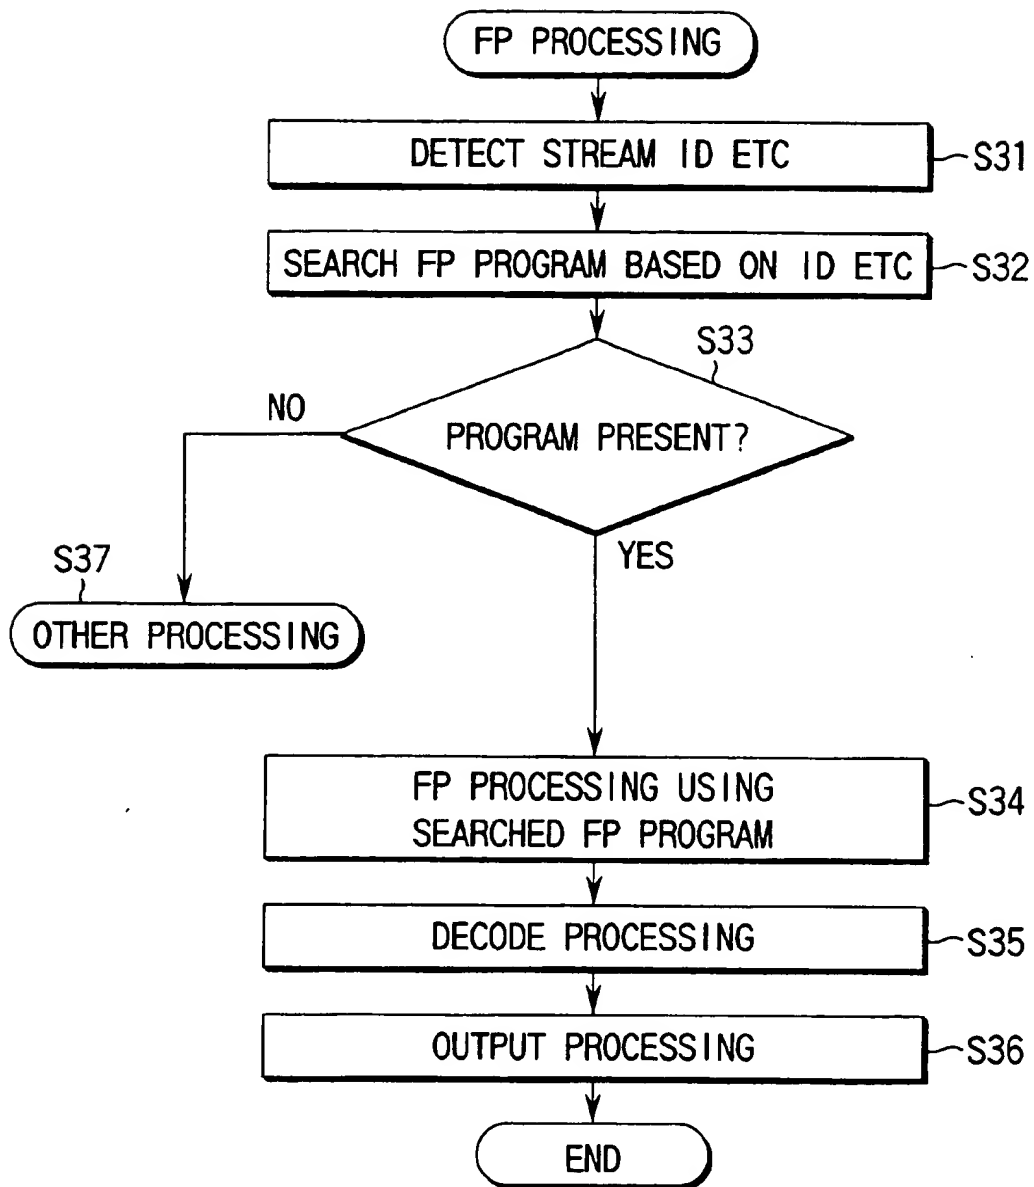 FP PROCESSING
DETECT STREAM ID ETC
S31
SEARCH FP PROGRAM BASED ON ID ETC
S32
S33
PROGRAM PRESENT?
NO
YES
S37
OTHER PROCESSING
FP PROCESSING USING
SEARCHED FP PROGRAM
S34
DECODE PROCESSING
S35
OUTPUT PROCESSING
S36
END